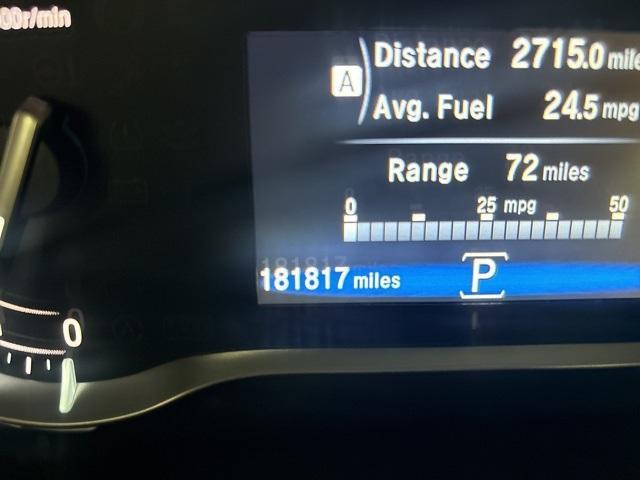 00r/min
A
Distance 2715.0 mile
Avg. Fuel 24.5 mpg
Range 72 miles
0 25 mpg 50
181817 miles P
0